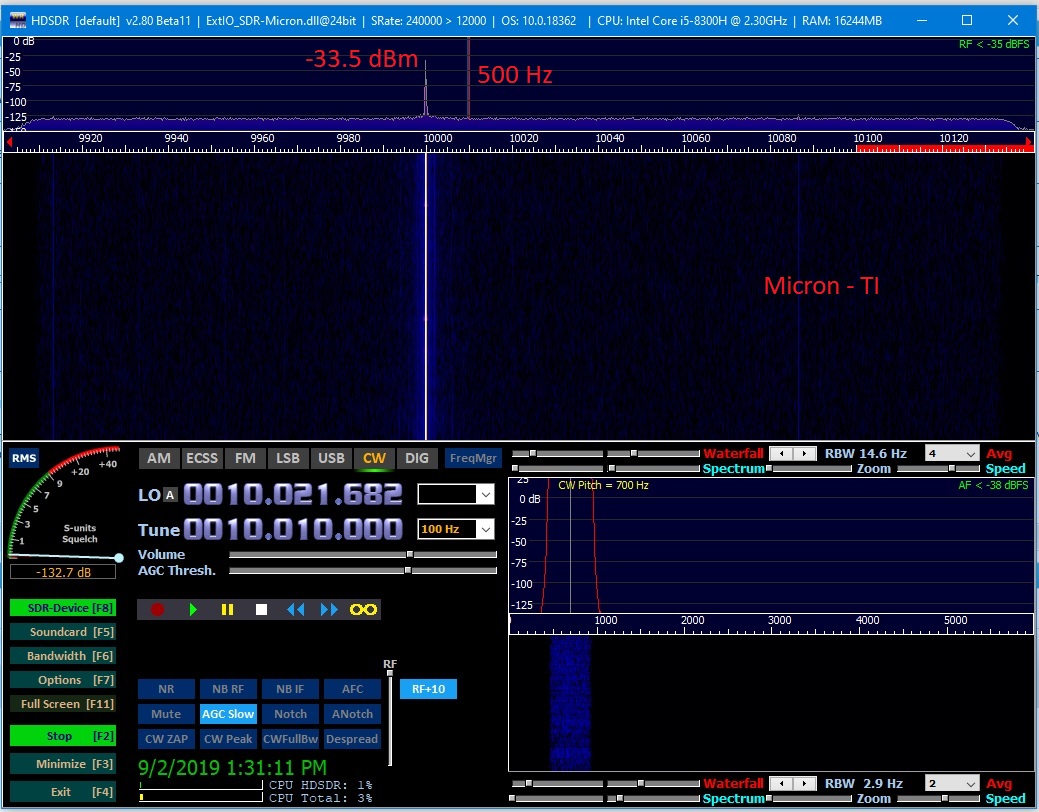 HDSDR [default] v2.80 Beta11 | ExtIO_SDR-Micron.dll@24bit | SRate: 240000 > 12000 | OS: 10.0.18362 | CPU: Intel Core i5-8300H @ 2.30GHz | RAM: 16244MB
0 dB
RF < -35 dBFS
-25
-50
-75
-100
-125
-33.5 dBm
500 Hz
9920 9940 9960 9980 10000 10020 10040 10060 10080 10100 10120
Micron - TI
RMS
1 3 5 7 9 +20 +40
S-units
Squelch
-132.7 dB
AM ECSS FM LSB USB CW DIG FreqMgr
LO A 0010.021.682
Tune 0010.010.000 100 Hz
Volume
AGC Thresh.
SDR-Device [F8]
Soundcard [F5]
Bandwidth [F6]
Options [F7]
Full Screen [F11]
Stop [F2]
Minimize [F3]
Exit [F4]
RF
NR NB RF NB IF AFC RF+10
Mute AGC Slow Notch ANotch
CW ZAP CW Peak CWFullBw Despread
9/2/2019 1:31:11 PM
CPU HDSDR: 1%
CPU Total: 3%
Waterfall RBW 14.6 Hz 4 Avg
Spectrum Zoom Speed
25
CW Pitch = 700 Hz
AF < -38 dBFS
0 dB
-25
-50
-75
-100
-125
1000 2000 3000 4000 5000
Waterfall RBW 2.9 Hz 2 Avg
Spectrum Zoom Speed